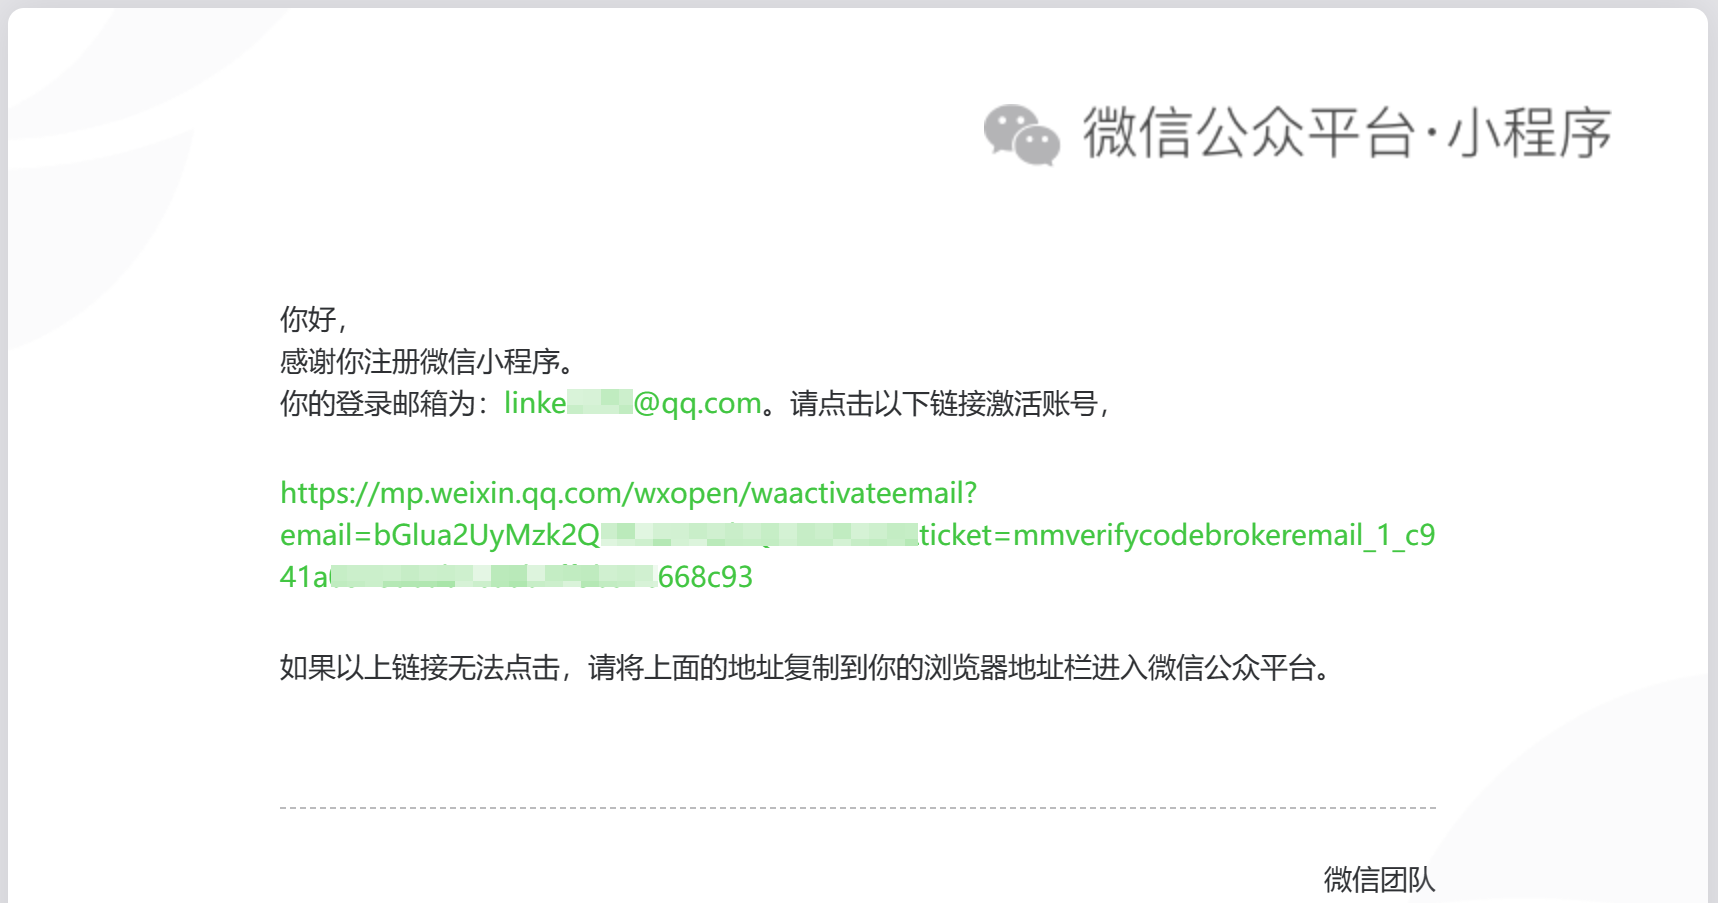 微信公众平台·小程序
你好，
感谢你注册微信小程序。
你的登录邮箱为：linke@qq.com。请点击以下链接激活账号，
https://mp.weixin.qq.com/wxopen/waactivateemail?
email=bGlua2UyMzk2Q ticket=mmverifycodebrokeremail_1_c9
41a 668c93
如果以上链接无法点击，请将上面的地址复制到你的浏览器地址栏进入微信公众平台。
微信团队